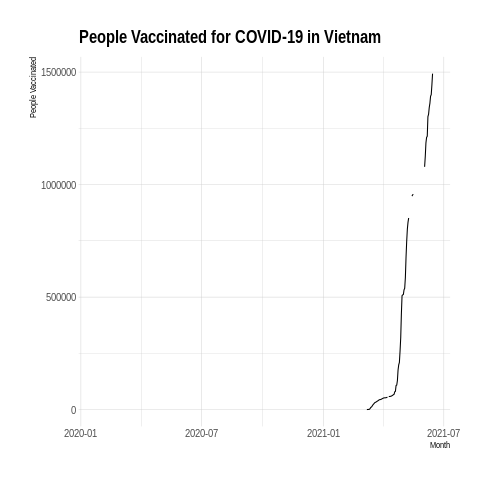 People Vaccinated for COVID-19 in Vietnam
People Vaccinated
1500000
1000000
500000
0
2020-01 2020-07 2021-01 2021-07
Month